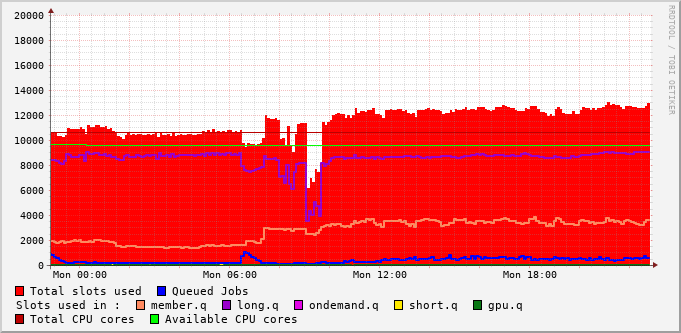 20000
18000
16000
14000
12000
10000
8000
6000
4000
2000
0
Mon 00:00 Mon 06:00 Mon 12:00 Mon 18:00
RRDTOOL / TOBI OETIKER
Total slots used Queued Jobs
Slots used in : member.q long.q ondemand.q short.q gpu.q
Total CPU cores Available CPU cores